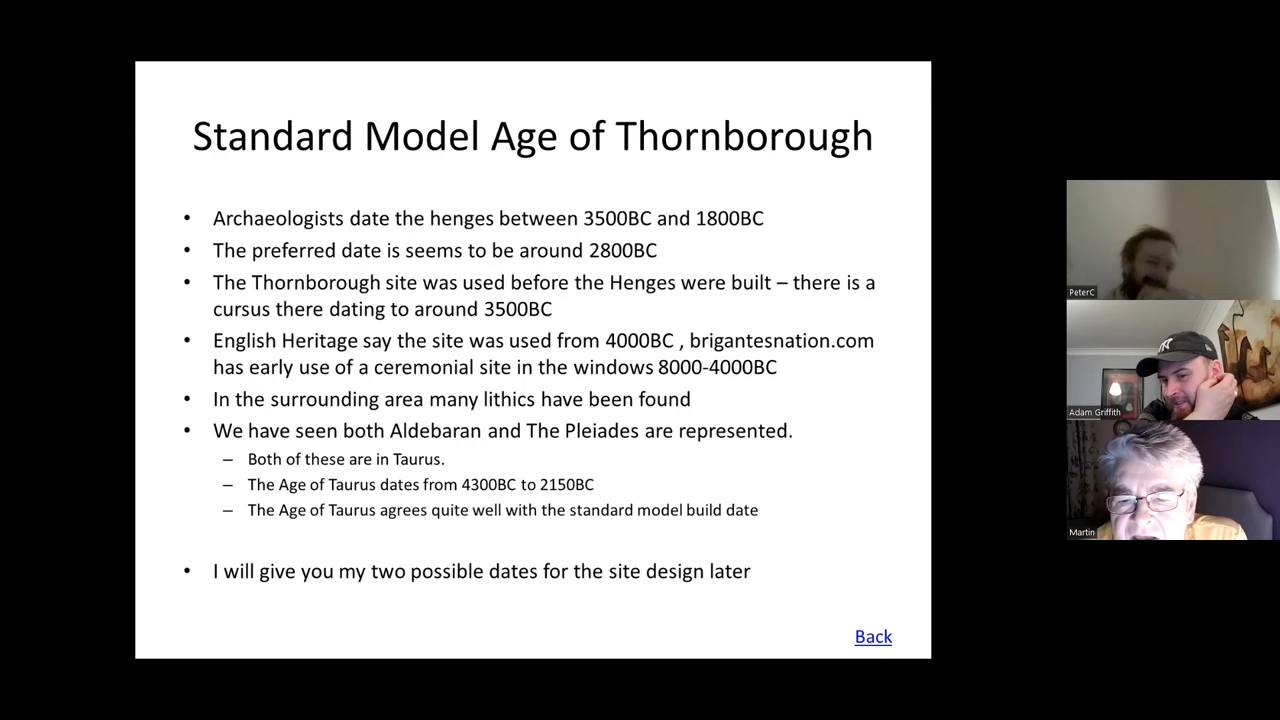 Standard Model Age of Thornborough
• Archaeologists date the henges between 3500BC and 1800BC
• The preferred date is seems to be around 2800BC
• The Thornborough site was used before the Henges were built – there is a
cursus there dating to around 3500BC
• English Heritage say the site was used from 4000BC , brigantesnation.com
has early use of a ceremonial site in the windows 8000-4000BC
• In the surrounding area many lithics have been found
• We have seen both Aldebaran and The Pleiades are represented.
– Both of these are in Taurus.
– The Age of Taurus dates from 4300BC to 2150BC
– The Age of Taurus agrees quite well with the standard model build date
• I will give you my two possible dates for the site design later
Back
PeterC
Adam Griffith
Martin